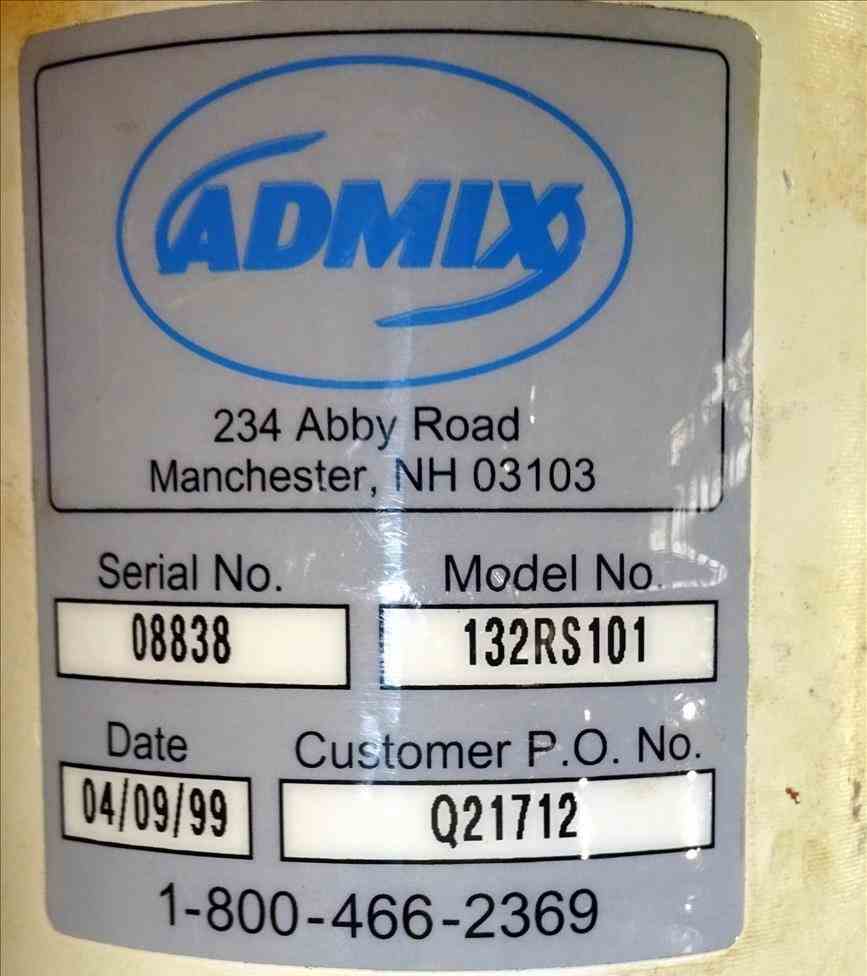 ADMIX
234 Abby Road
Manchester, NH 03103
Serial No. Model No.
08838 132RS101
Date Customer P.O. No.
04/09/99 Q21712
1-800-466-2369